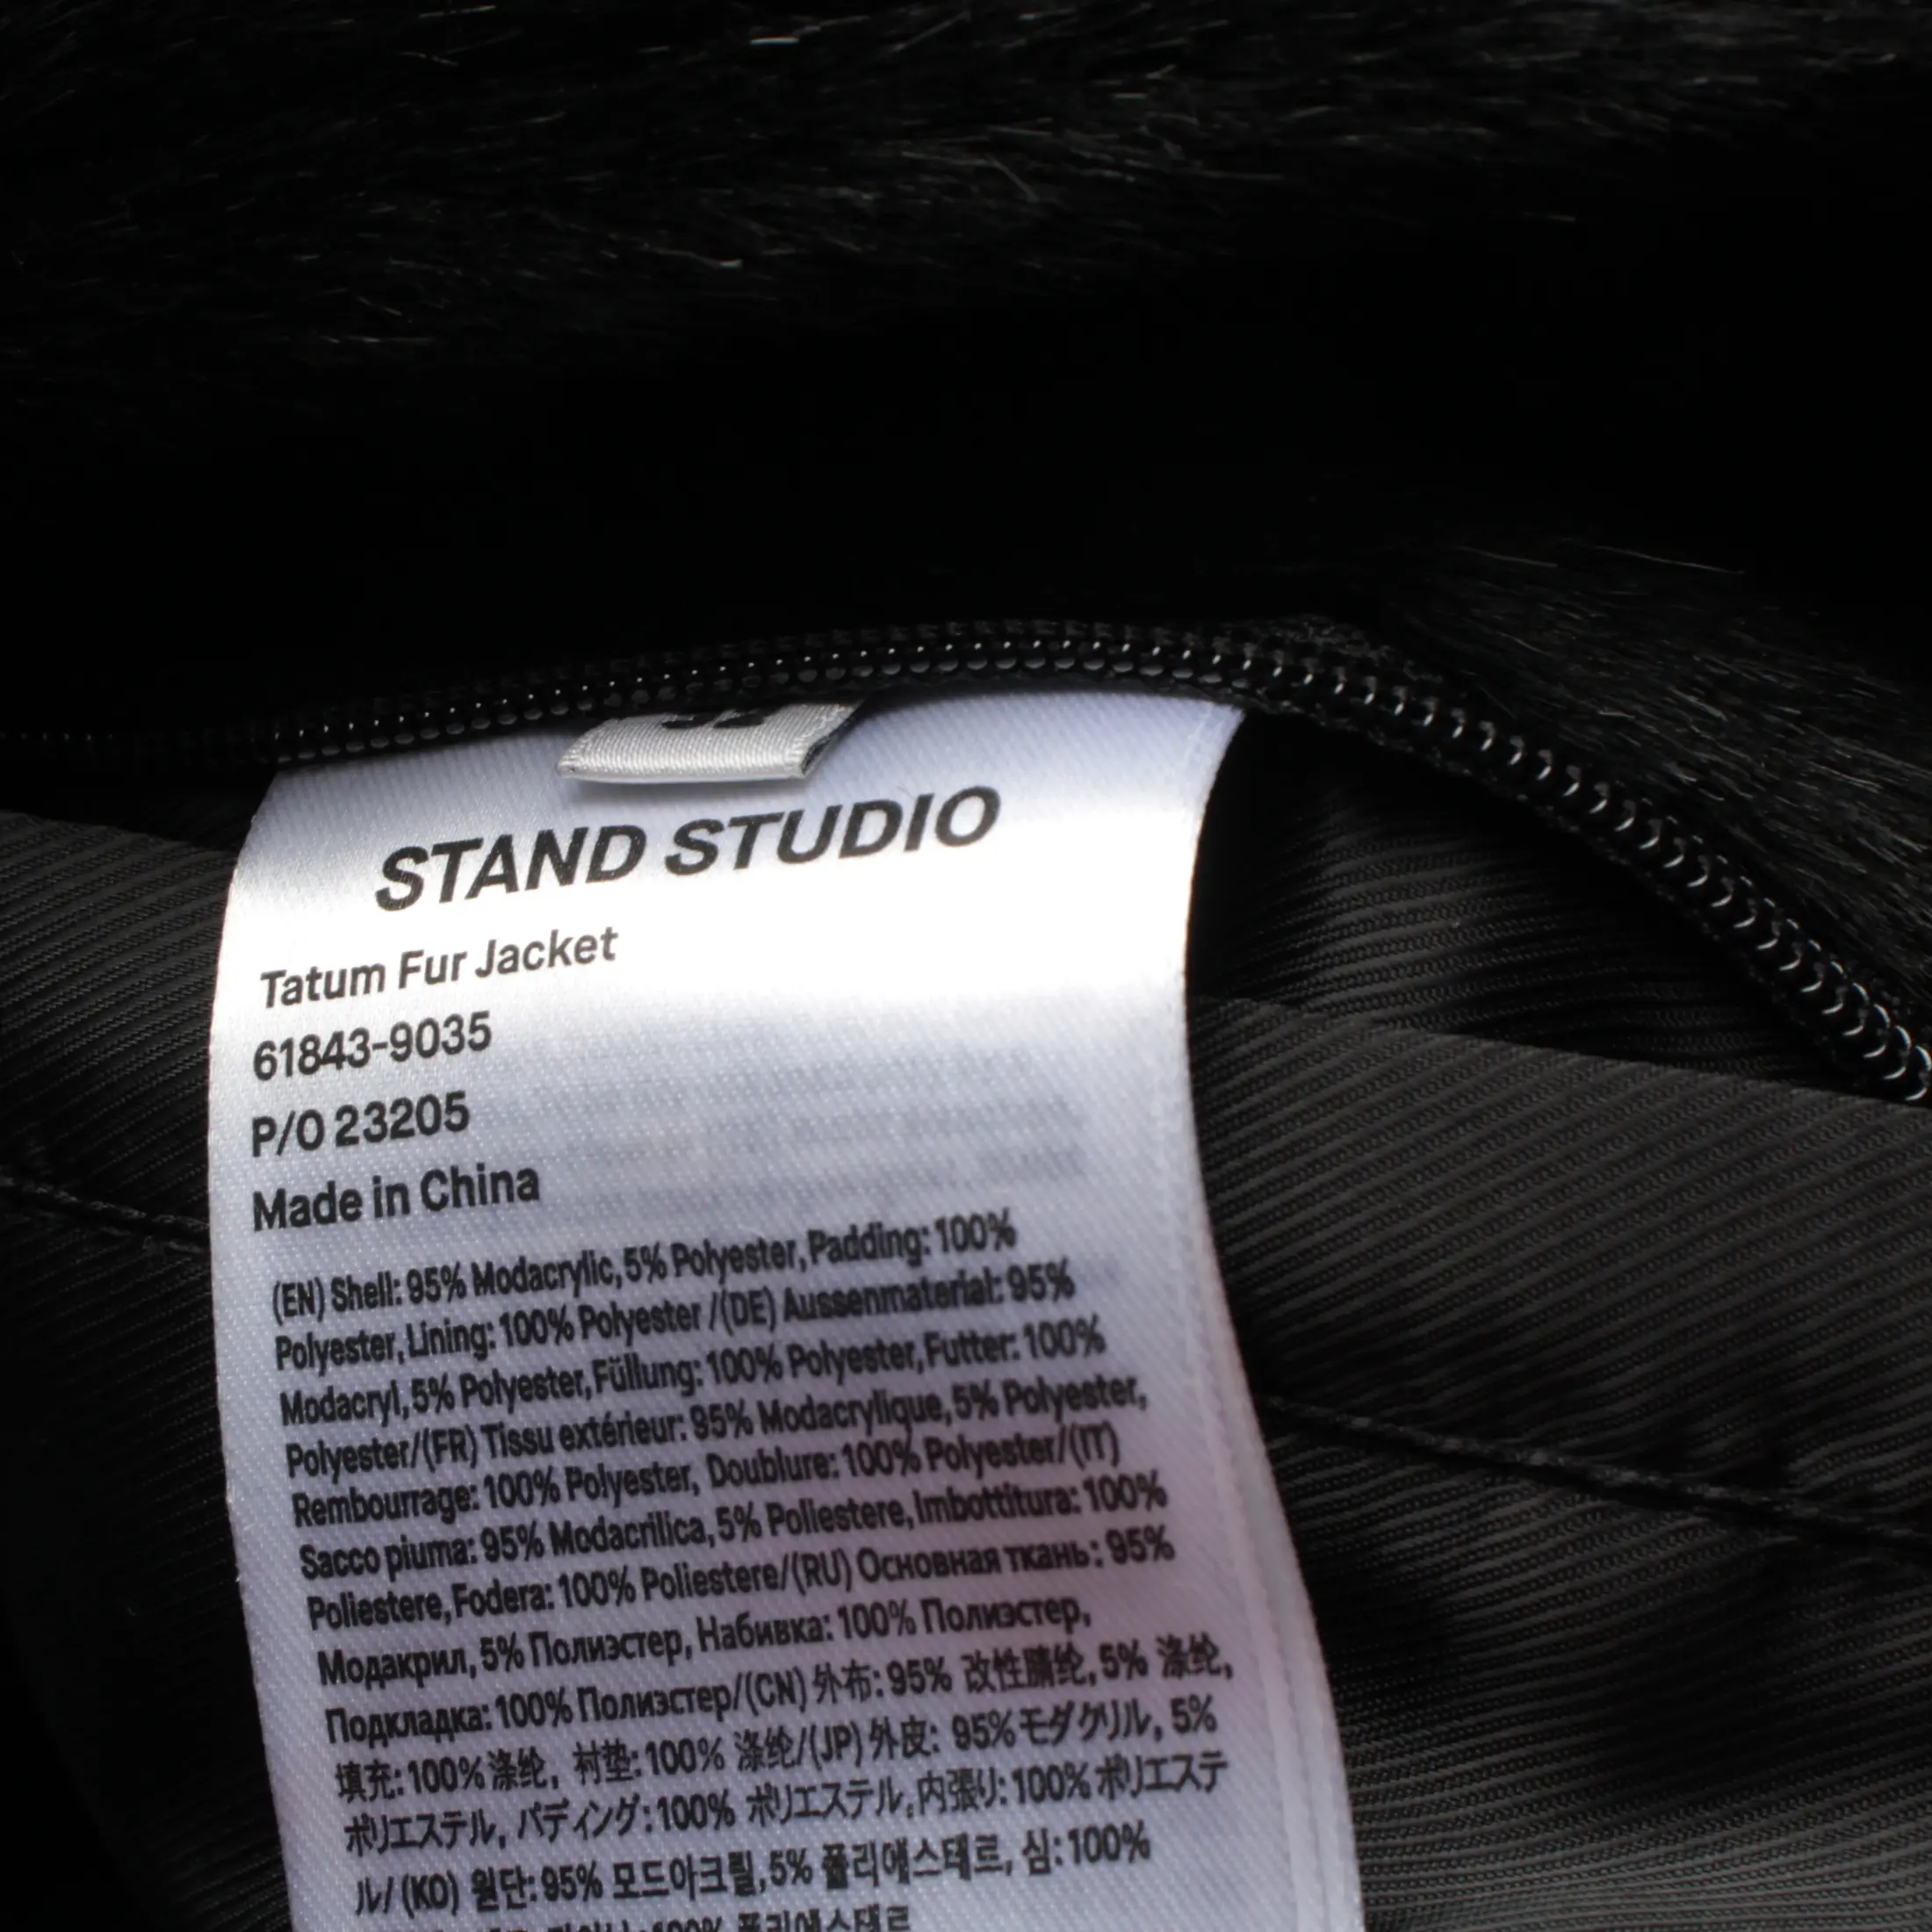 STAND STUDIO
Tatum Fur Jacket
61843-9035
P/O 23205
Made in China
(EN) Shell: 95% Modacrylic, 5% Polyester, Padding: 100%
Polyester, Lining: 100% Polyester /(DE) Aussenmaterial: 95%
Modacryl, 5% Polyester, Füllung: 100% Polyester, Futter: 100%
Polyester/(FR) Tissu extérieur: 95% Modacrylique, 5% Polyester,
Rembourrage: 100% Polyester, Doublure: 100% Polyester/(IT)
Sacco piuma: 95% Modacrilica, 5% Poliestere, Imbottitura: 100%
Poliestere, Fodera: 100% Poliestere/(RU) Основная ткань: 95%
Модакрил, 5% Полиэстер, Набивка: 100% Полиэстер,
Подкладка: 100% Полиэстер/(CN) 外布: 95% 改性腈纶, 5% 涤纶,
填充: 100% 涤纶, 衬垫: 100% 涤纶/(JP) 外皮: 95% モダクリル, 5%
ポリエステル, パディング: 100% ポリエステル, 内張り: 100% ポリエステ
ル/ (KO) 원단: 95% 모드아크릴, 5% 폴리에스테르, 심: 100%
100% 폴리에스테르